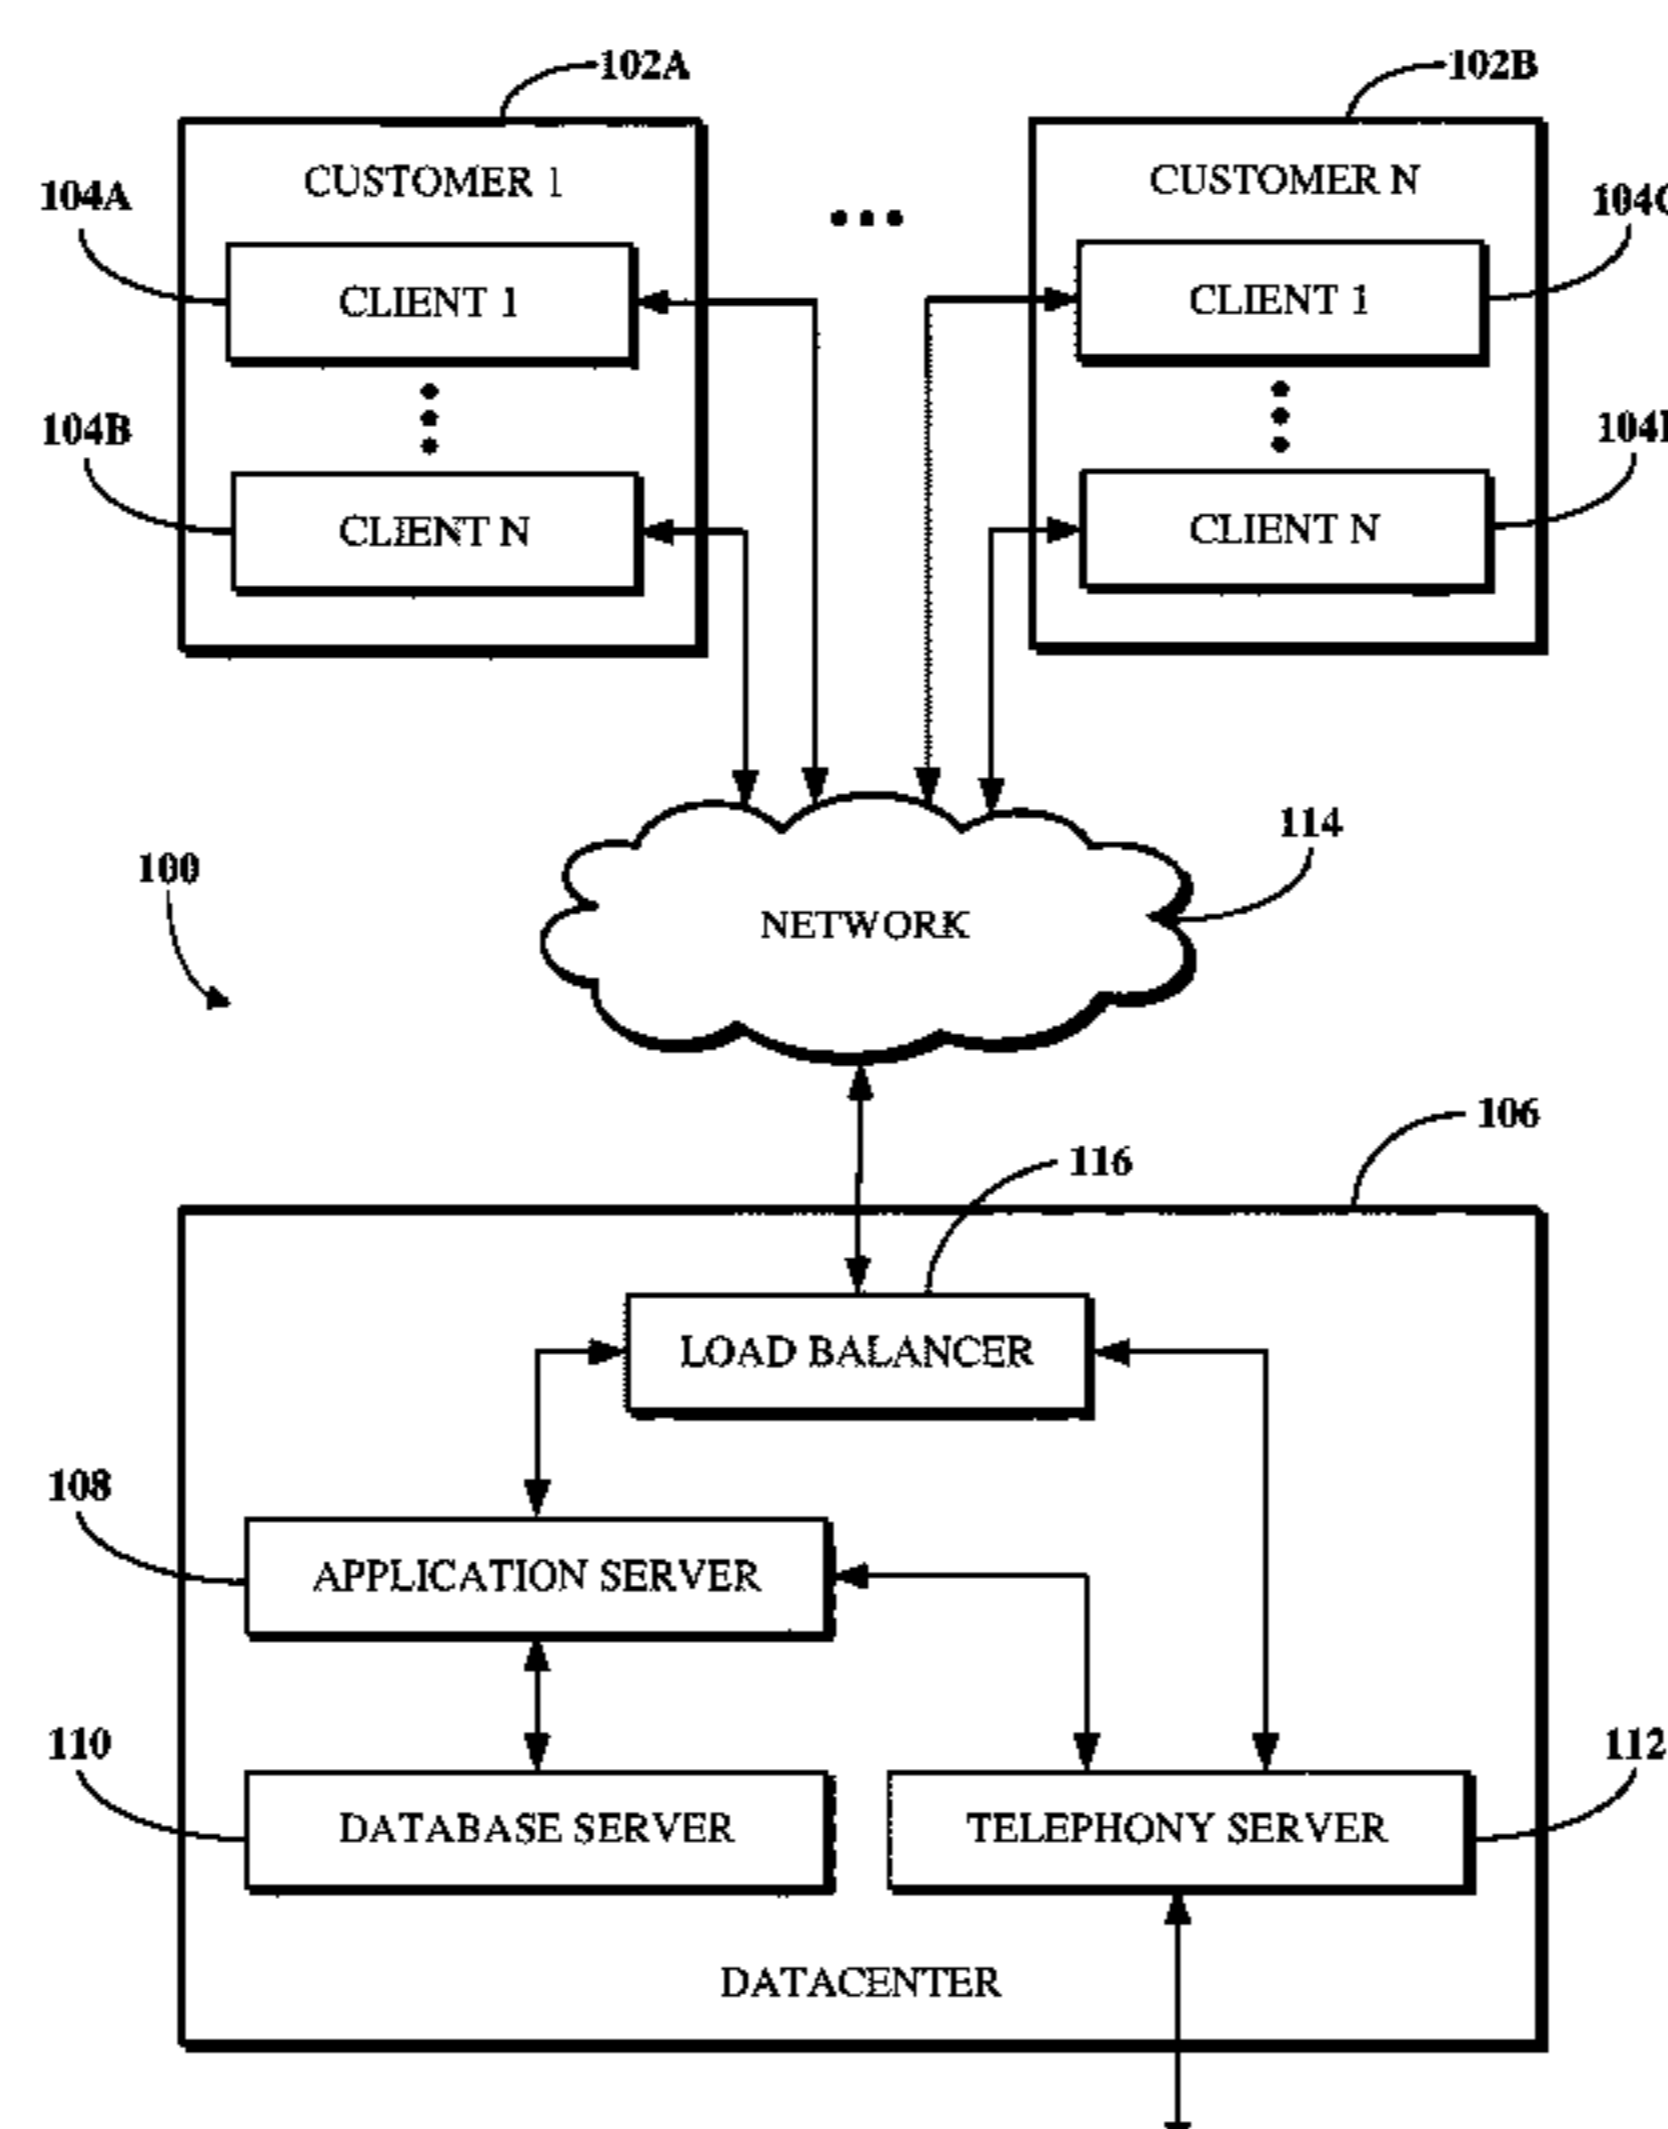 102A
102B
CUSTOMER 1
CUSTOMER N
104A
CLIENT 1
CLIENT 1
104B
CLIENT N
CLIENT N
114
100
NETWORK
106
116
LOAD BALANCER
108
APPLICATION SERVER
110
112
DATABASE SERVER
TELEPHONY SERVER
DATACENTER